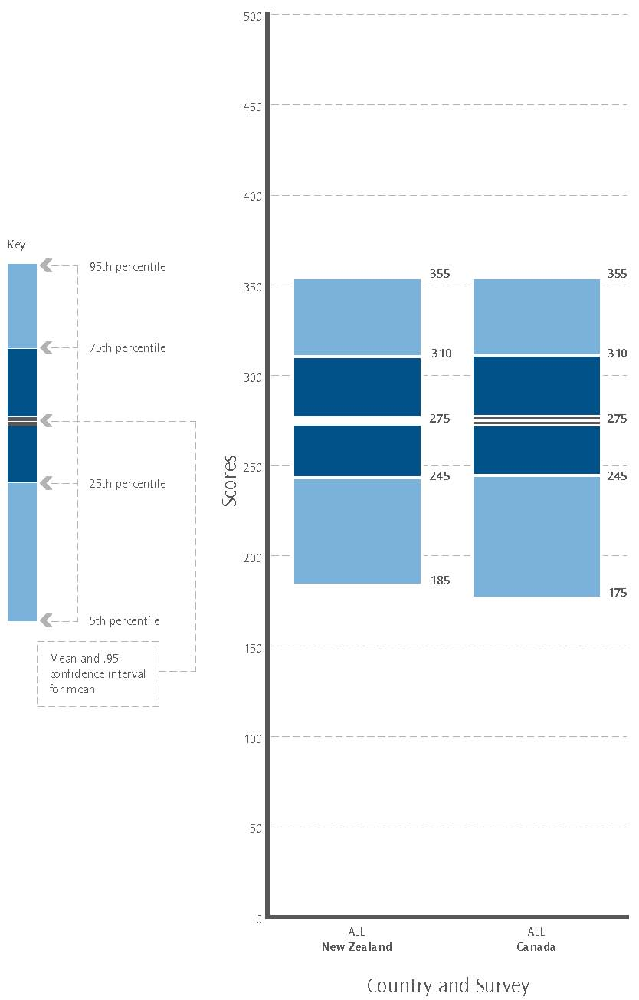 Key
95th percentile
75th percentile
25th percentile
5th percentile
Mean and .95
confidence interval
for mean
Scores
500
450
400
350
300
250
200
150
100
50
0
355
310
275
245
185
355
310
275
245
175
ALL
New Zealand
ALL
Canada
Country and Survey